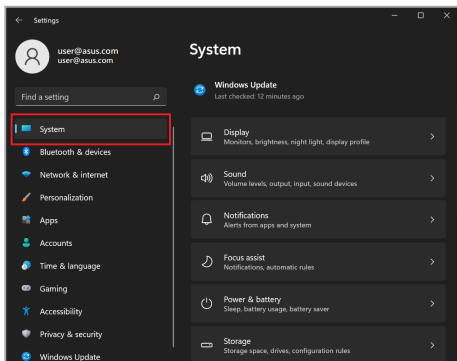 Settings
user@asus.com
user@asus.com
Find a setting
System
Bluetooth & devices
Network & internet
Personalization
Apps
Accounts
Time & language
Gaming
Accessibility
Privacy & security
Windows Update
System
Windows Update
Last checked: 12 minutes ago
Display
Monitors, brightness, night light, display profile
Sound
Volume levels, output, input, sound devices
Notifications
Alerts from apps and system
Focus assist
Notifications, automatic rules
Power & battery
Sleep, battery usage, battery saver
Storage
Storage space, drives, configuration rules